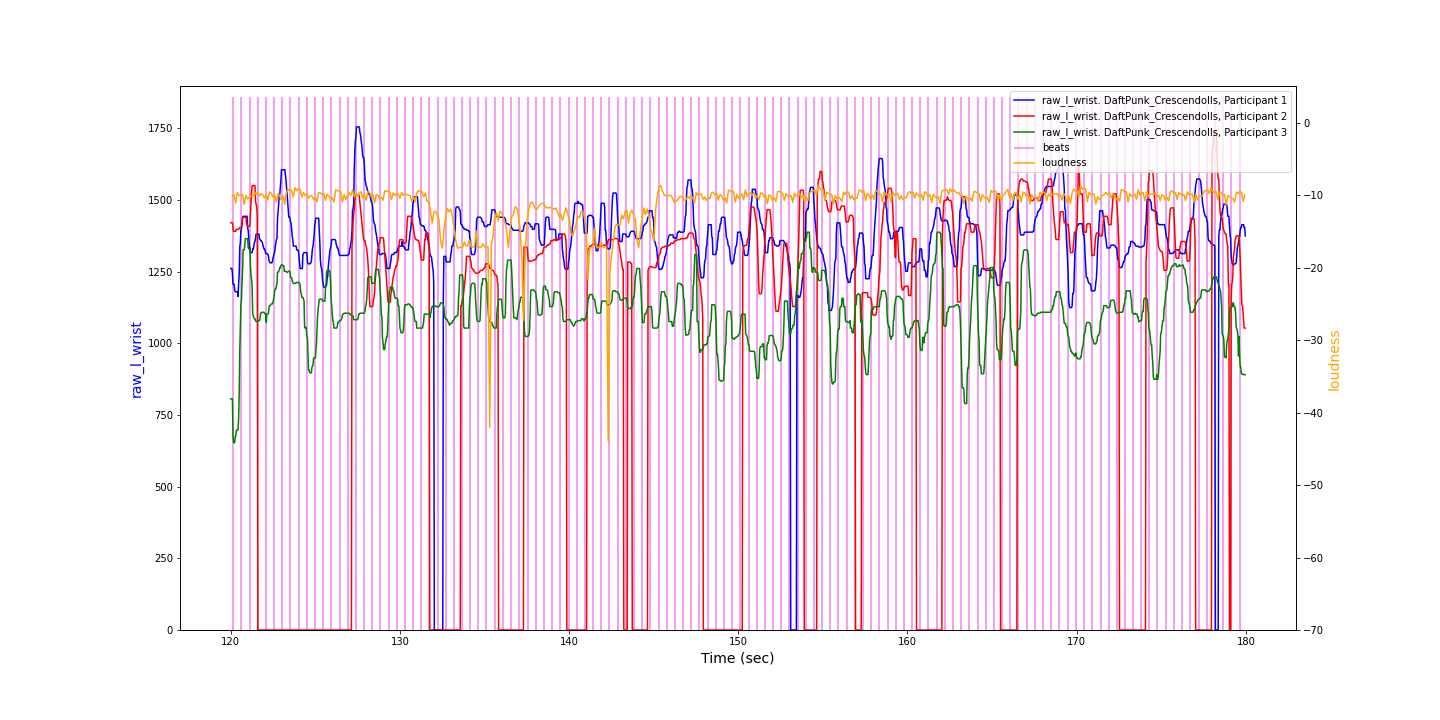 raw_l_wrist. DaftPunk_Crescendolls, Participant 1
raw_l_wrist. DaftPunk_Crescendolls, Participant 2
raw_l_wrist. DaftPunk_Crescendolls, Participant 3
beats
loudness
1750
1500
1250
1000
750
500
250
0
raw_l_wrist
0
−10
−20
−30
−40
−50
−60
−70
loudness
120
130
140
150
160
170
180
Time (sec)